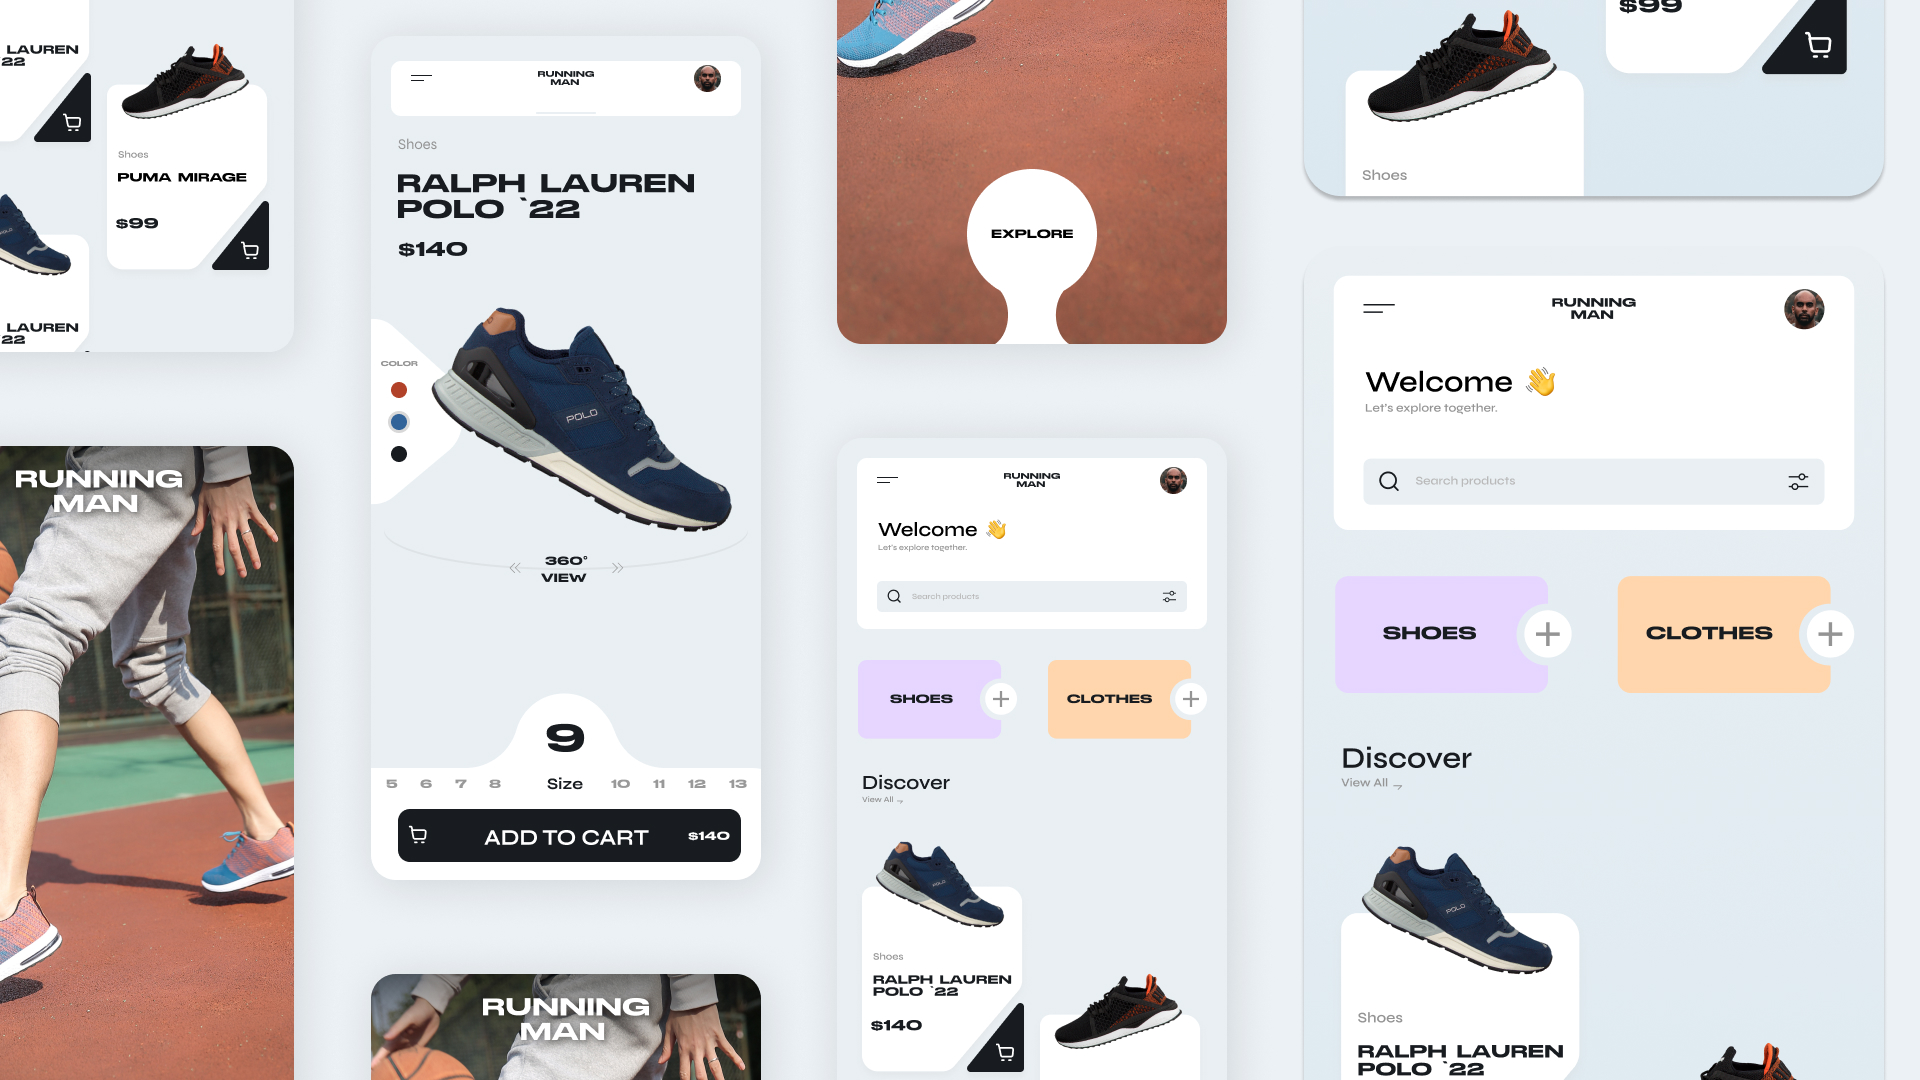 LAUREN
'22
Shoes
PUMA MIRAGE
$99
LAUREN
22
RUNNING
MAN
RUNNING
MAN
Shoes
RALPH LAUREN
POLO `22
$140
COLOR
POLO
360°
VIEW
9
5 6 7 8 Size 10 11 12 13
ADD TO CART $140
RUNNING
MAN
EXPLORE
RUNNING
MAN
Welcome 👋
Let's explore together.
Search products
SHOES CLOTHES
Discover
View All →
POLO
Shoes
RALPH LAUREN
POLO `22
$140
$99
Shoes
RUNNING
MAN
Welcome 👋
Let's explore together.
Search products
SHOES CLOTHES
Discover
View All →
POLO
Shoes
RALPH LAUREN
POLO `22